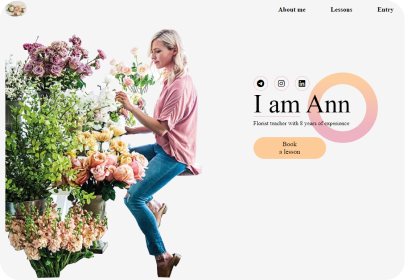 About me Lessons Entry
I am Ann
Florist teacher with 8 years of experience
Book
a lesson